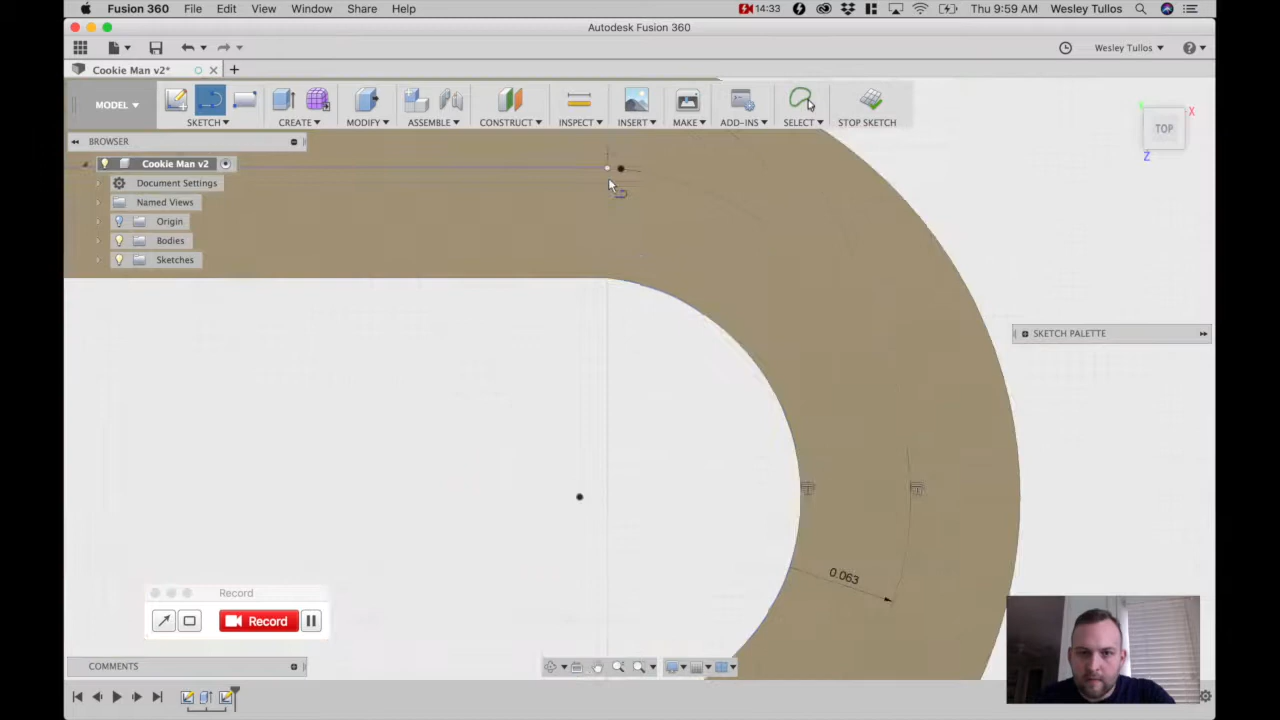 Fusion 360 File Edit View Window Share Help 14:33 Thu 9:59 AM Wesley Tullos
Autodesk Fusion 360
Wesley Tullos
Cookie Man v2*
MODEL
SKETCH CREATE MODIFY ASSEMBLE CONSTRUCT INSPECT INSERT MAKE ADD-INS SELECT STOP SKETCH
BROWSER
Cookie Man v2
Document Settings
Named Views
Origin
Bodies
Sketches
TOP
X
Z
SKETCH PALETTE
0.063
Record
Record
COMMENTS